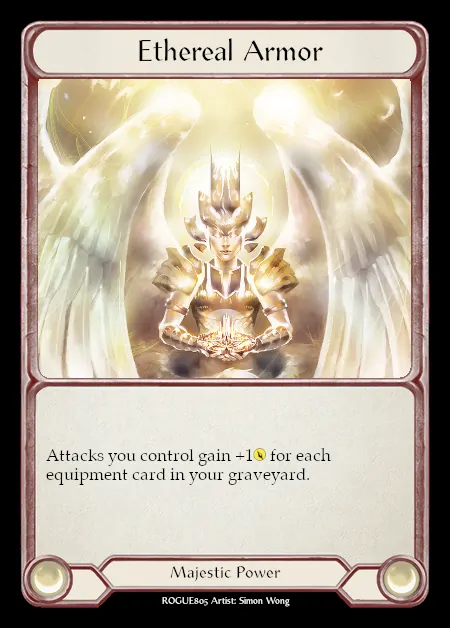 Ethereal Armor
Attacks you control gain +1 for each
equipment card in your graveyard.
Majestic Power
ROGUE805 Artist: Simon Wong